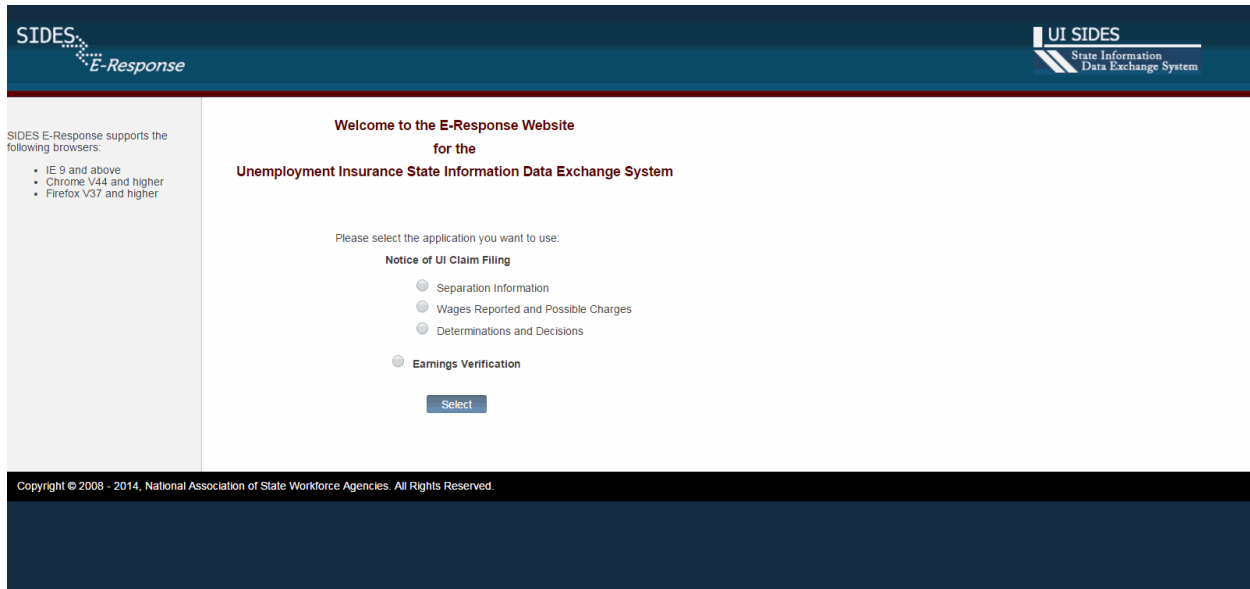 SIDES
E-Response
UI SIDES
State Information
Data Exchange System
SIDES E-Response supports the
following browsers:
IE 9 and above
Chrome V44 and higher
Firefox V37 and higher
Welcome to the E-Response Website
for the
Unemployment Insurance State Information Data Exchange System
Please select the application you want to use:
Notice of UI Claim Filing
Separation Information
Wages Reported and Possible Charges
Determinations and Decisions
Earnings Verification
Select
Copyright © 2008 - 2014, National Association of State Workforce Agencies. All Rights Reserved.